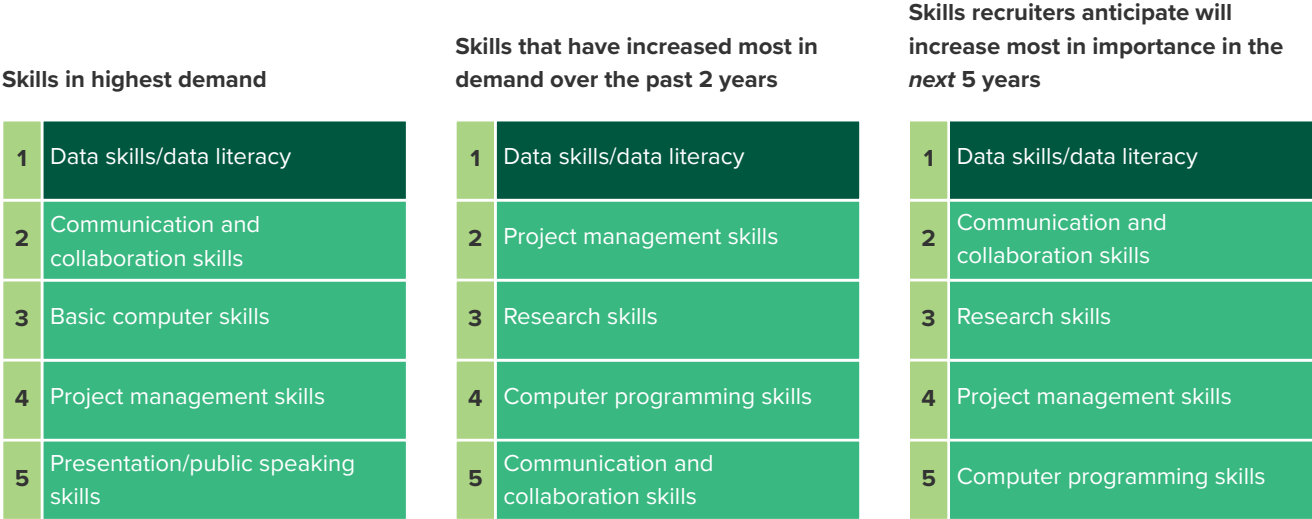 Skills in highest demand
1
Data skills/data literacy
2
Communication and
collaboration skills
3
Basic computer skills
4
Project management skills
5
Presentation/public speaking
skills
Skills that have increased most in
demand over the past 2 years
1
Data skills/data literacy
2
Project management skills
3
Research skills
4
Computer programming skills
5
Communication and
collaboration skills
Skills recruiters anticipate will
increase most in importance in the
next 5 years
1
Data skills/data literacy
2
Communication and
collaboration skills
3
Research skills
4
Project management skills
5
Computer programming skills